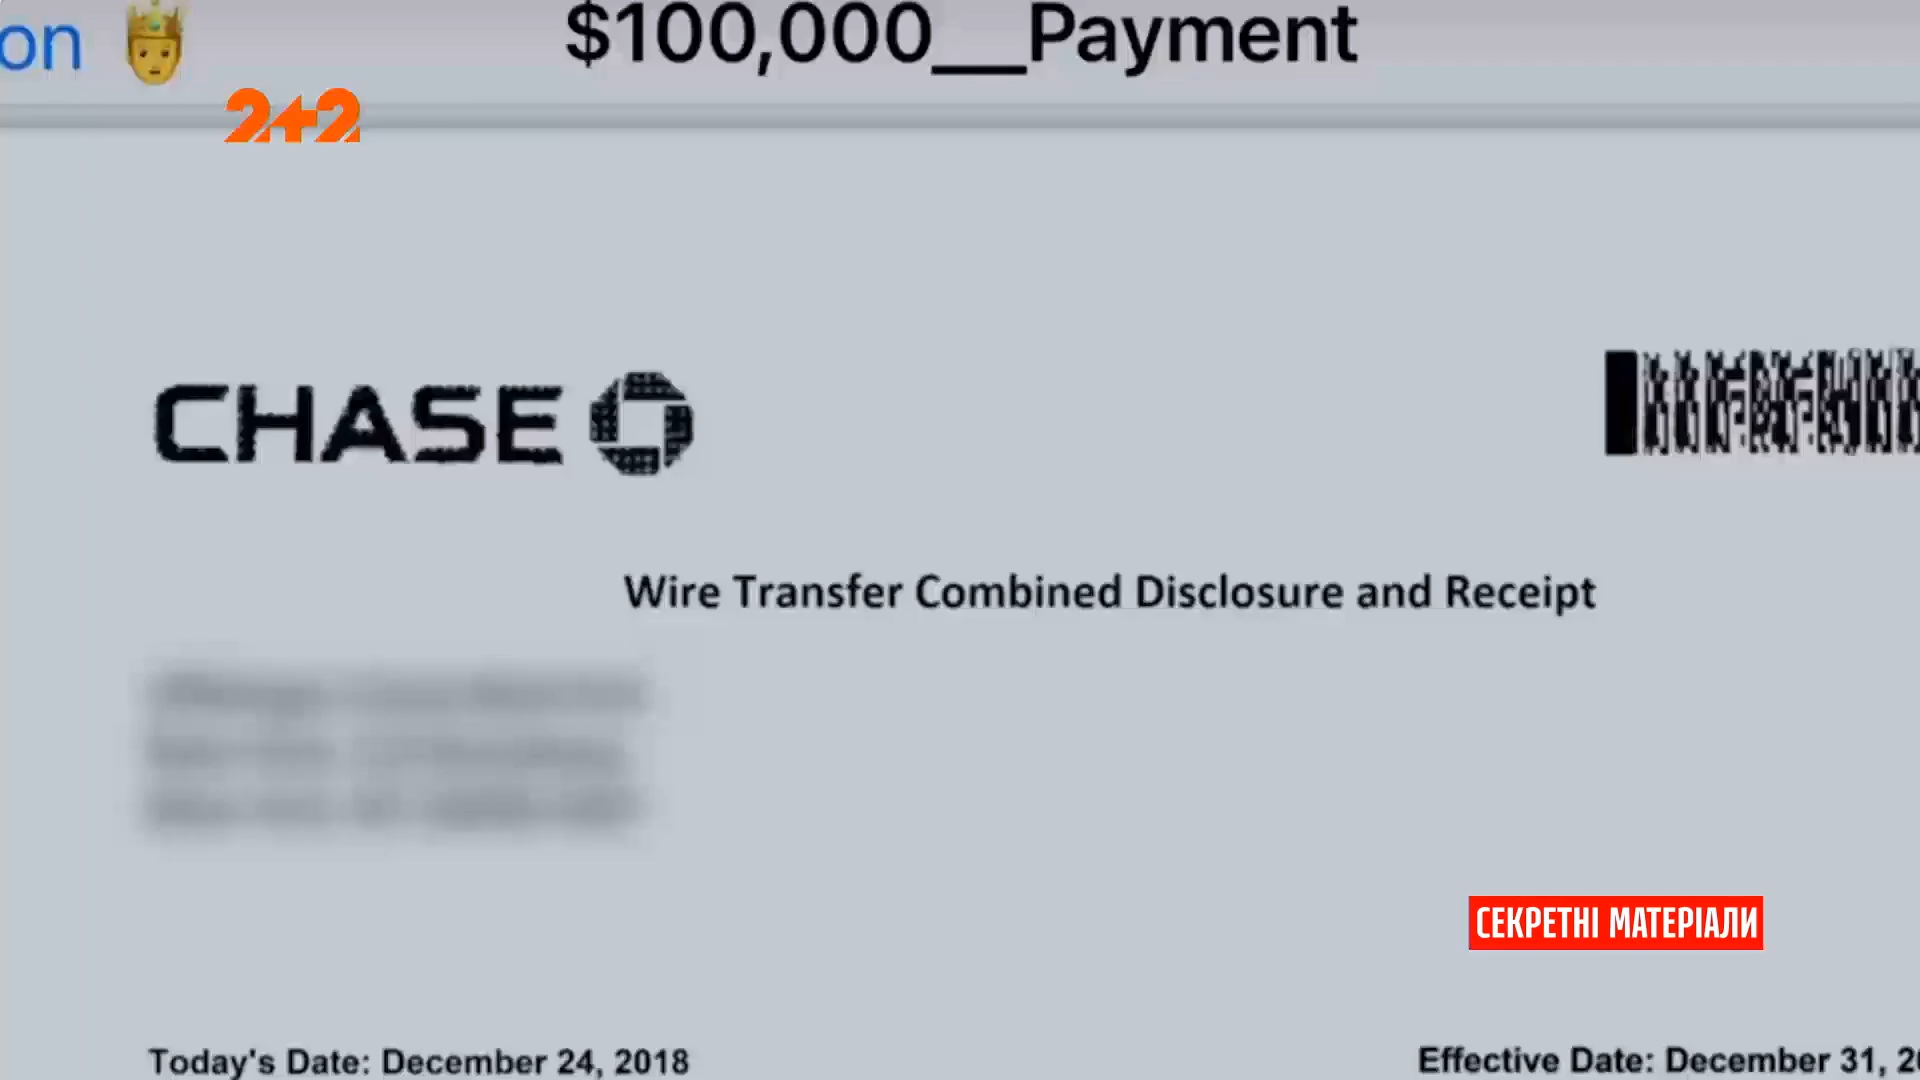 on
$100,000__Payment
2+2
CHASE
Wire Transfer Combined Disclosure and Receipt
СЕКРЕТНІ МАТЕРІАЛИ
Today's Date: December 24, 2018
Effective Date: December 31,